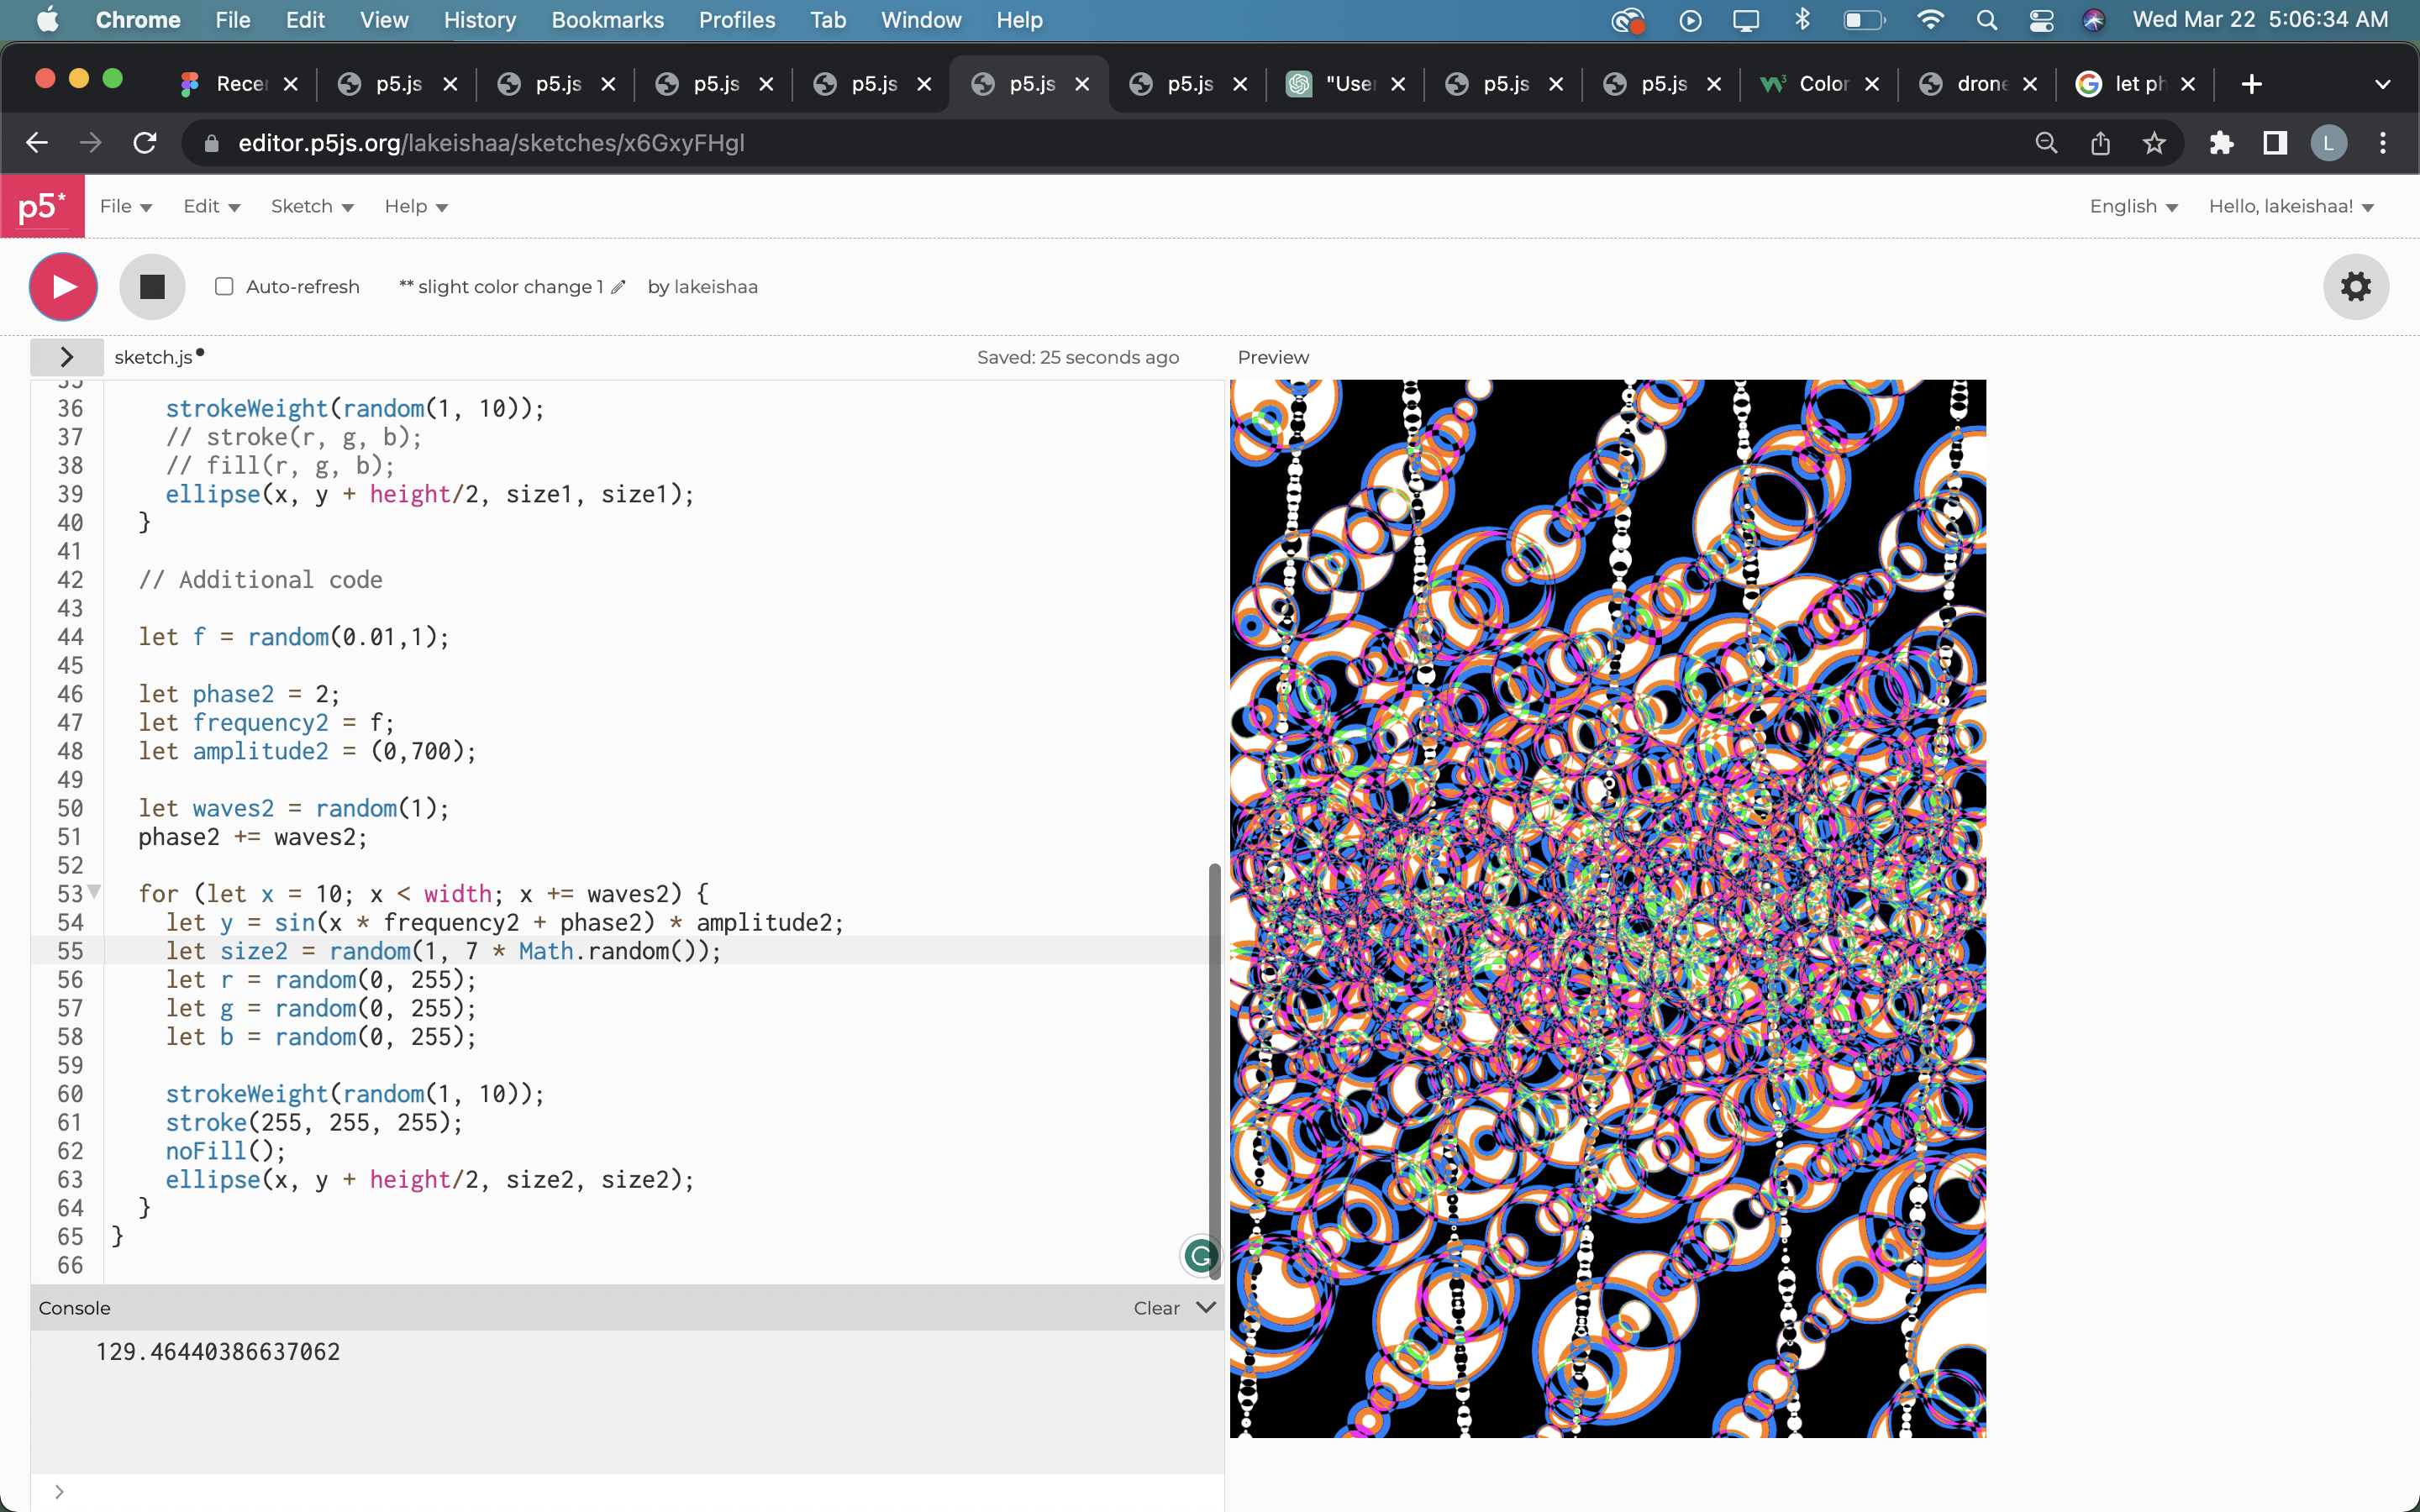 Chrome File Edit View History Bookmarks Profiles Tab Window Help Wed Mar 22 5:06:34 AM
Recer p5.js p5.js p5.js p5.js p5.js p5.js "User p5.js p5.js Color drone let ph
editor.p5js.org/lakeishaa/sketches/x6GxyFHgl L
p5* File Edit Sketch Help English Hello, lakeishaa!
Auto-refresh ** slight color change 1 by lakeishaa
> sketch.js Saved: 25 seconds ago Preview
35
36 strokeWeight(random(1, 10));
37 // stroke(r, g, b);
38 // fill(r, g, b);
39 ellipse(x, y + height/2, size1, size1);
40 }
41
42 // Additional code
43
44 let f = random(0.01,1);
45
46 let phase2 = 2;
47 let frequency2 = f;
48 let amplitude2 = (0,700);
49
50 let waves2 = random(1);
51 phase2 += waves2;
52
53 for (let x = 10; x < width; x += waves2) {
54 let y = sin(x * frequency2 + phase2) * amplitude2;
55 let size2 = random(1, 7 * Math.random());
56 let r = random(0, 255);
57 let g = random(0, 255);
58 let b = random(0, 255);
59
60 strokeWeight(random(1, 10));
61 stroke(255, 255, 255);
62 noFill();
63 ellipse(x, y + height/2, size2, size2);
64 }
65 }
66
Console Clear
129.46440386637062
>